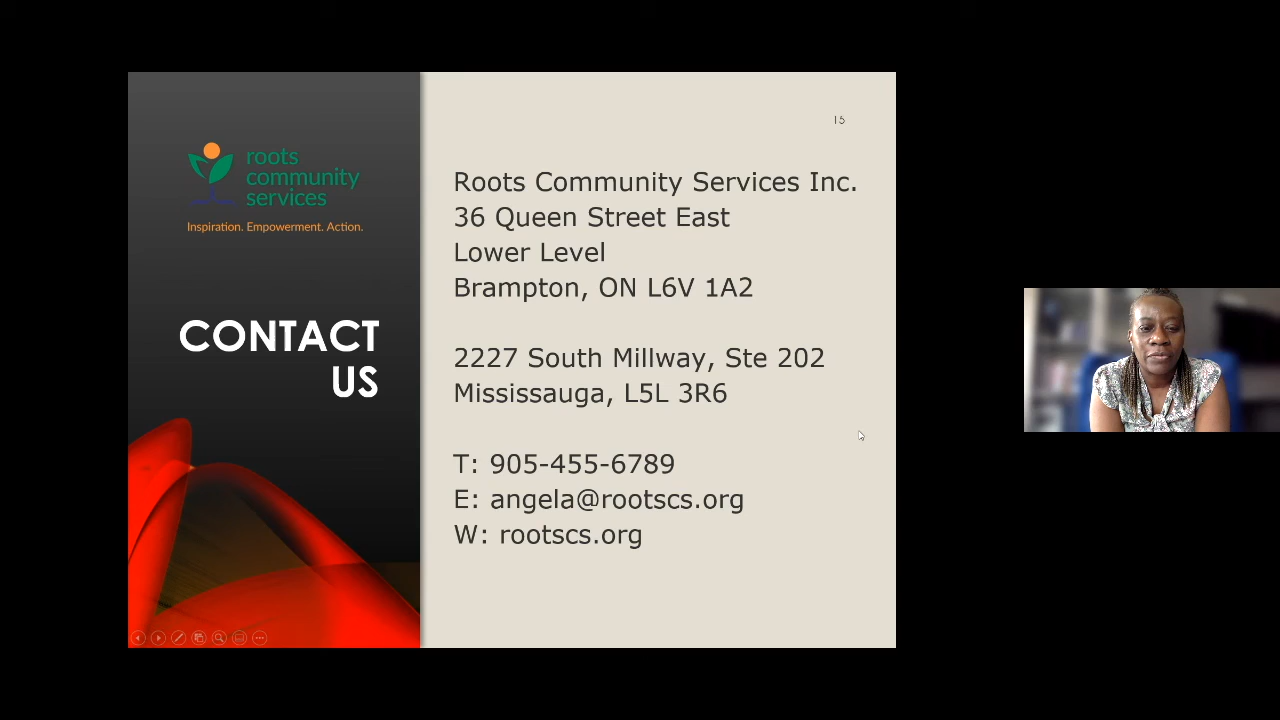 roots
community
services
Inspiration. Empowerment. Action.
CONTACT
US
15
Roots Community Services Inc.
36 Queen Street East
Lower Level
Brampton, ON L6V 1A2
2227 South Millway, Ste 202
Mississauga, L5L 3R6
T: 905-455-6789
E: angela@rootscs.org
W: rootscs.org